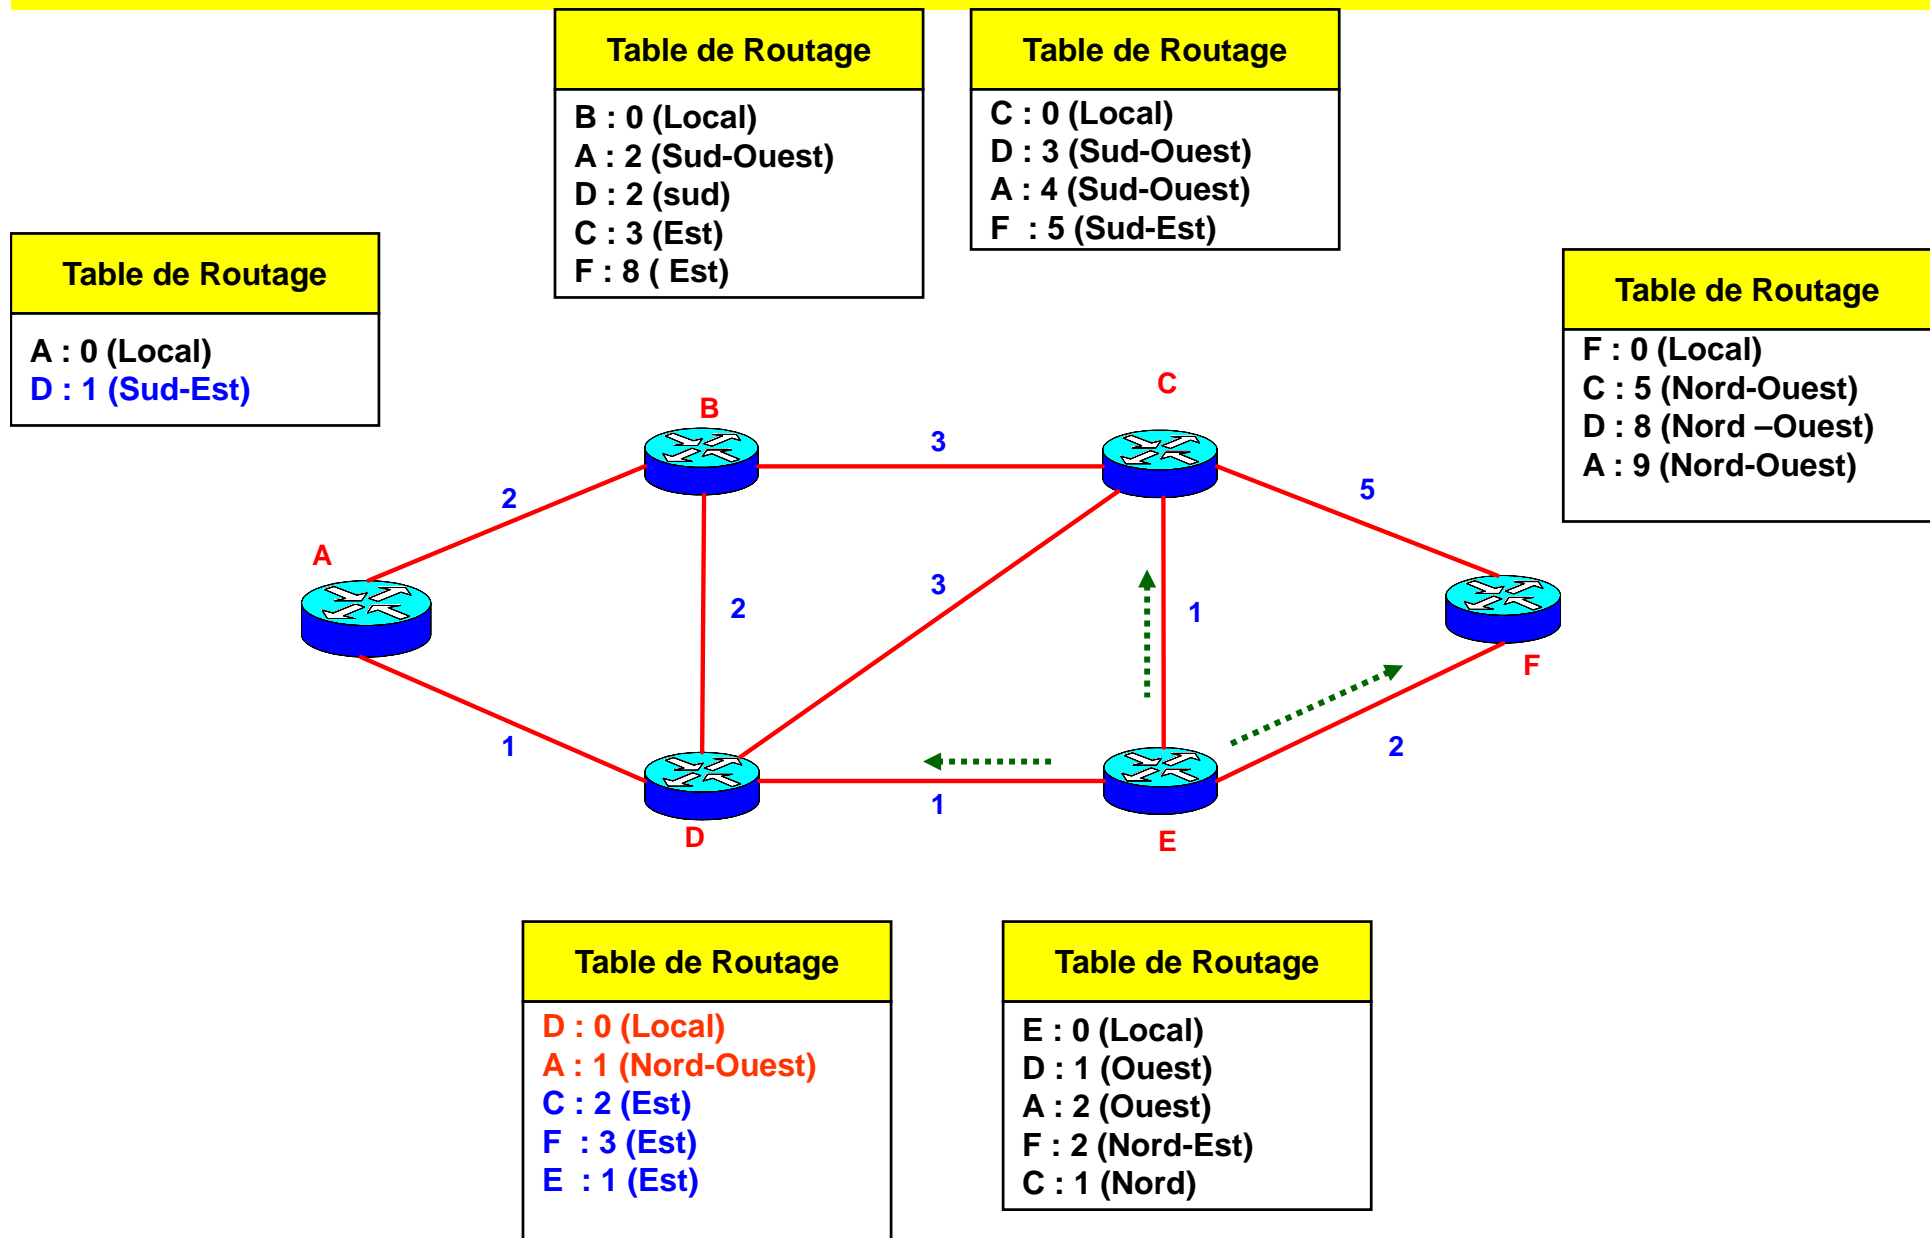 Table de Routage
B : 0 (Local)
A : 2 (Sud-Ouest)
D : 2 (sud)
C : 3 (Est)
F : 8 ( Est)
Table de Routage
C : 0 (Local)
D : 3 (Sud-Ouest)
A : 4 (Sud-Ouest)
F : 5 (Sud-Est)
Table de Routage
A : 0 (Local)
D : 1 (Sud-Est)
Table de Routage
F : 0 (Local)
C : 5 (Nord-Ouest)
D : 8 (Nord –Ouest)
A : 9 (Nord-Ouest)
C
B
3
5
2
A
3
2
1
F
1
2
1
D
E
Table de Routage
D : 0 (Local)
A : 1 (Nord-Ouest)
C : 2 (Est)
F : 3 (Est)
E : 1 (Est)
Table de Routage
E : 0 (Local)
D : 1 (Ouest)
A : 2 (Ouest)
F : 2 (Nord-Est)
C : 1 (Nord)